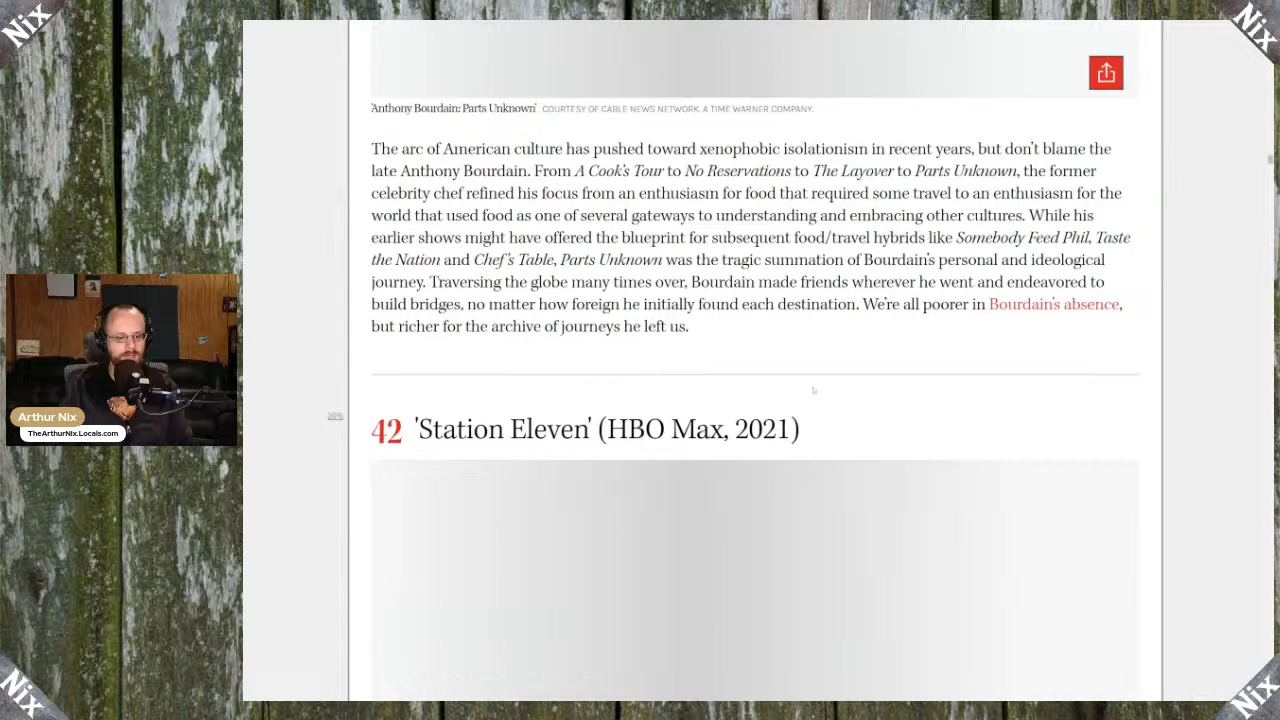 Nix
Nix
'Anthony Bourdain: Parts Unknown' COURTESY OF CABLE NEWS NETWORK. A TIME WARNER COMPANY.
The arc of American culture has pushed toward xenophobic isolationism in recent years, but don't blame the
late Anthony Bourdain. From A Cook's Tour to No Reservations to The Layover to Parts Unknown, the former
celebrity chef refined his focus from an enthusiasm for food that required some travel to an enthusiasm for the
world that used food as one of several gateways to understanding and embracing other cultures. While his
earlier shows might have offered the blueprint for subsequent food/travel hybrids like Somebody Feed Phil, Taste
the Nation and Chef's Table, Parts Unknown was the tragic summation of Bourdain's personal and ideological
journey. Traversing the globe many times over, Bourdain made friends wherever he went and endeavored to
build bridges, no matter how foreign he initially found each destination. We're all poorer in Bourdain's absence,
but richer for the archive of journeys he left us.
Arthur Nix
TheArthurNix.Locals.com
20%
42 'Station Eleven' (HBO Max, 2021)
Nix
Nix